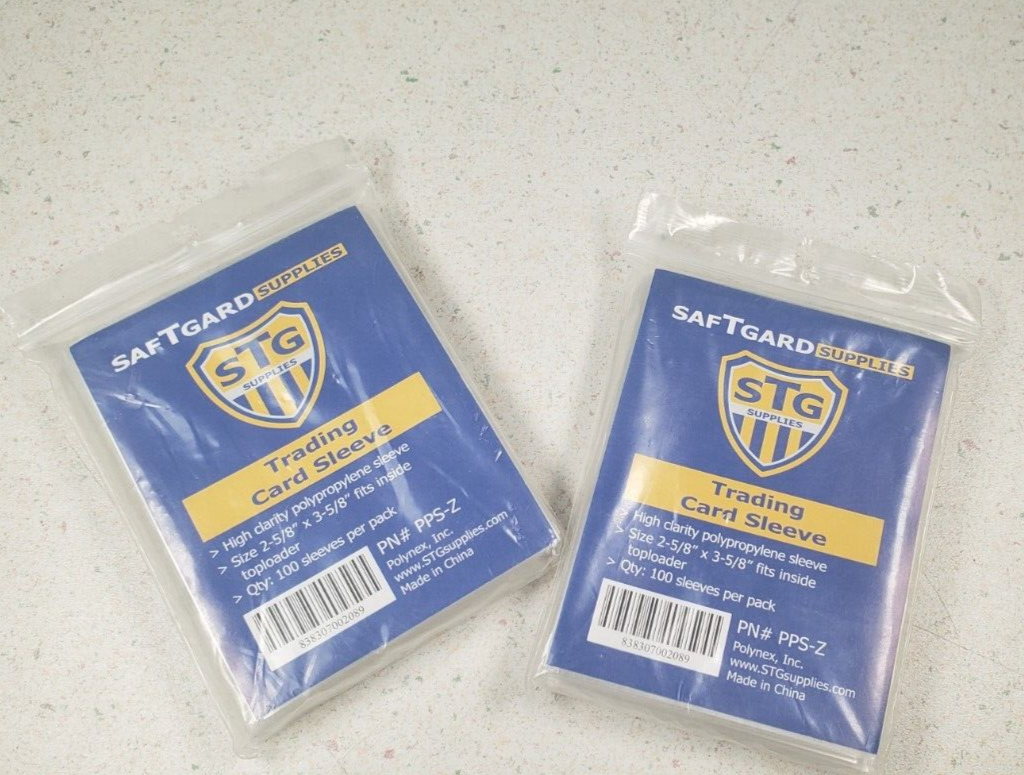 SAFTGARD SUPPLIES
STG
SUPPLIES
Trading
Card Sleeve
> High clarity polypropylene sleeve
> Size 2-5/8" x 3-5/8" fits inside
toploader
> Qty: 100 sleeves per pack
838307002089
PN# PPS-Z
Polynex, Inc.
www.STGsupplies.com
Made in China
SAFTGARD SUPPLIES
STG
SUPPLIES
Trading
Card Sleeve
> High clarity polypropylene sleeve
> Size 2-5/8" x 3-5/8" fits inside
toploader
> Qty: 100 sleeves per pack
838307002089
PN# PPS-Z
Polynex, Inc.
www.STGsupplies.com
Made in China